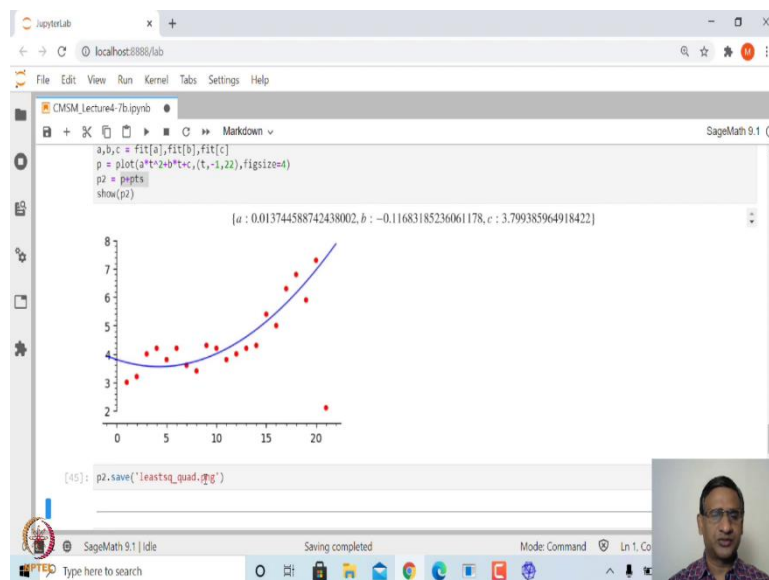 JupyterLab
localhost:8888/lab
M
File Edit View Run Kernel Tabs Settings Help
CMSM_Lecture4-7b.ipynb
Markdown
SageMath 9.1
a,b,c = fit[a],fit[b],fit[c]
p = plot(a*t^2+b*t+c,(t,-1,22),figsize=4)
p2 = p+pts
show(p2)
{a : 0.013744588742438002, b : −0.11683185236061178, c : 3.799385964918422}
8
7
6
5
4
3
2
0 5 10 15 20
[45]: p2.save('leastsq_quad.png')
SageMath 9.1 | Idle Saving completed Mode: Command Ln 1, Co
NPTEL
Type here to search